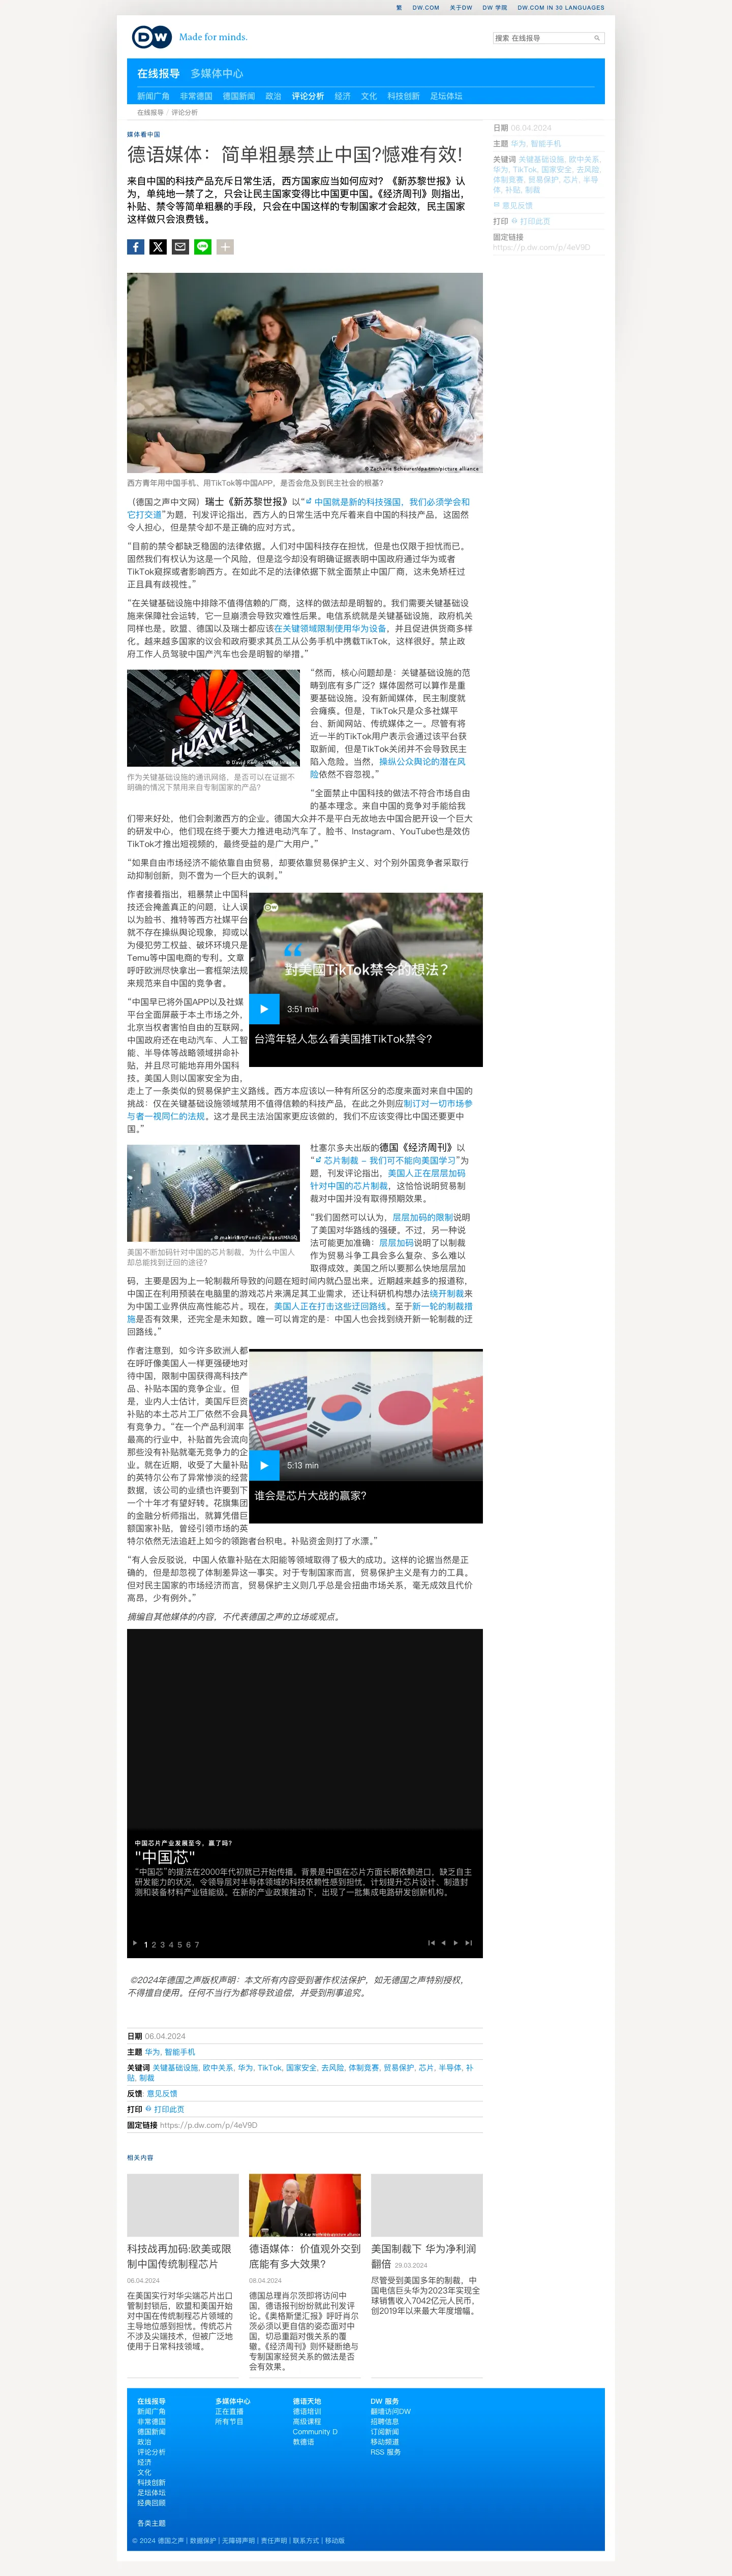 繁 DW.COM 关于DW DW 学院 DW.COM IN 30 LANGUAGES
DW Made for minds.
搜索 在线报导
在线报导 多媒体中心
新闻广角 非常德国 德国新闻 政治 评论分析 经济 文化 科技创新 足坛体坛
在线报导 / 评论分析
媒体看中国
德语媒体：简单粗暴禁止中国?憾难有效!
来自中国的科技产品充斥日常生活，西方国家应当如何应对？《新苏黎世报》认
为，单纯地一禁了之，只会让民主国家变得比中国更中国。《经济周刊》则指出，
补贴、禁令等简单粗暴的手段，只会在中国这样的专制国家才会起效，民主国家
这样做只会浪费钱。
日期 06.04.2024
主题 华为, 智能手机
关键词 关键基础设施, 欧中关系,
华为, TikTok, 国家安全, 去风险,
体制竞赛, 贸易保护, 芯片, 半导
体, 补贴, 制裁
意见反馈
打印 打印此页
固定链接
https://p.dw.com/p/4eV9D
© Zacharie Scheurer/dpa-tmn/picture alliance
西方青年用中国手机、用TikTok等中国APP，是否会危及到民主社会的根基?
（德国之声中文网）瑞士《新苏黎世报》以“中国就是新的科技强国，我们必须学会和
它打交道”为题，刊发评论指出，西方人的日常生活中充斥着来自中国的科技产品，这固然
令人担心，但是禁令却不是正确的应对方式。
“目前的禁令都缺乏稳固的法律依据。人们对中国科技存在担忧，但是也仅限于担忧而已。
固然我们有权认为这是一个风险，但是迄今却没有明确证据表明中国政府通过华为或者
TikTok窥探或者影响西方。在如此不足的法律依据下就全面禁止中国厂商，这未免矫枉过
正且具有歧视性。”
“在关键基础设施中排除不值得信赖的厂商，这样的做法却是明智的。我们需要关键基础设
施来保障社会运转，它一旦崩溃会导致灾难性后果。电信系统就是关键基础设施，政府机关
同样也是。欧盟、德国以及瑞士都应该在关键领域限制使用华为设备，并且促进供货商多样
化。越来越多国家的议会和政府要求其员工从公务手机中携载TikTok，这样很好。禁止政
府工作人员驾驶中国产汽车也会是明智的举措。”
HUAWEI
作为关键基础设施的通讯网络，是否可以在证据不
明确的情况下禁用来自专制国家的产品?
“然而，核心问题却是：关键基础设施的范
畴到底有多广泛？媒体固然可以算作是重
要基础设施。没有新闻媒体，民主制度就
会瘫痪。但是，TikTok只是众多社媒平
台、新闻网站、传统媒体之一。尽管有将
近一半的TikTok用户表示会通过该平台获
取新闻，但是TikTok关闭并不会导致民主
陷入危险。当然，操纵公众舆论的潜在风
险依然不容忽视。”
“全面禁止中国科技的做法不符合市场自由
的基本理念。来自中国的竞争对手能给我
们带来好处，他们会刺激西方的企业。德国大众并不是平白无故地去中国合肥开设一个巨大
的研发中心，他们现在终于要大力推进电动汽车了。脸书、Instagram、YouTube也是效仿
TikTok才推出短视频的，最终受益的是广大用户。”
“如果自由市场经济不能依靠自由贸易，却要依靠贸易保护主义、对个别外国竞争者采取行
动抑制创新，则不啻为一个巨大的讽刺。”
作者接着指出，粗暴禁止中国科
技还会掩盖真正的问题，让人误
以为脸书、推特等西方社媒平台
就不存在操纵舆论现象，抑或以
为侵犯劳工权益、破坏环境只是
Temu等中国电商的专利。文章
呼吁欧洲尽快拿出一套框架法规
来规范来自中国的竞争者。
DW
“ 對美國TikTok禁令的想法？
3:51 min
台湾年轻人怎么看美国推TikTok禁令?
“中国早已将外国APP以及社媒
平台全面屏蔽于本土市场之外，
北京当权者害怕自由的互联网。
中国政府还在电动汽车、人工智
能、半导体等战略领域拼命补
贴，并且尽可能地弃用外国科
技。美国人则以国家安全为由，
走上了一条类似的贸易保护主义路线。西方本应该以一种有所区分的态度来面对来自中国的
挑战：仅在关键基础设施领域禁用不值得信赖的科技产品，在此之外则应制订对一切市场参
与者一视同仁的法规。这才是民主法治国家更应该做的，我们不应该变得比中国还要更中
国。”
美国不断加码针对中国的芯片制裁，为什么中国人
却总能找到迂回的途径?
杜塞尔多夫出版的德国《经济周刊》以
“芯片制裁 - 我们可不能向美国学习”为
题，刊发评论指出，美国人正在层层加码
针对中国的芯片制裁，这恰恰说明贸易制
裁对中国并没有取得预期效果。
“我们固然可以认为，层层加码的限制说明
了美国对华路线的强硬。不过，另一种说
法可能更加准确：层层加码说明了以制裁
作为贸易斗争工具会多么复杂、多么难以
取得成效。美国之所以要那么快地层层加
码，主要是因为上一轮制裁所导致的问题在短时间内就凸显出来。近期越来越多的报道称，
中国正在利用预装在电脑里的游戏芯片来满足其工业需求，还让科研机构想办法绕开制裁来
为中国工业界供应高性能芯片。现在，美国人正在打击这些迂回路线。至于新一轮的制裁措
施是否有效果，还完全是未知数。唯一可以肯定的是：中国人也会找到绕开新一轮制裁的迂
回路线。”
作者注意到，如今许多欧洲人都
在呼吁像美国人一样更强硬地对
待中国，限制中国获得高科技产
品、补贴本国的竞争企业。但
是，业内人士估计，美国斥巨资
补贴的本土芯片工厂依然不会具
有竞争力。“在一个产品利润率
最高的行业中，补贴首先会流向
那些没有补贴就毫无竞争力的企
业。就在近期，收受了大量补贴
的英特尔公布了异常惨淡的经营
数据，该公司的业绩也许要到下
一个十年才有望好转。花旗集团
的金融分析师指出，就算凭借巨
额国家补贴，曾经引领市场的英
特尔依然无法追赶上如今的领跑者台积电。补贴资金则打了水漂。”
5:13 min
谁会是芯片大战的赢家?
“有人会反驳说，中国人依靠补贴在太阳能等领域取得了极大的成功。这样的论据当然是正
确的，但是却忽视了体制差异这一事实。对于专制国家而言，贸易保护主义是有力的工具。
但对民主国家的市场经济而言，贸易保护主义则几乎总是会扭曲市场关系，毫无成效且代价
高昂，少有例外。”
摘编自其他媒体的内容，不代表德国之声的立场或观点。
中国芯片产业发展至今，赢了吗?
"中国芯"
“中国芯”的提法在2000年代初就已开始传播。背景是中国在芯片方面长期依赖进口，缺乏自主
研发能力的状况，令领导层对半导体领域的科技依赖性感到担忧，计划提升芯片设计，制造封
测和装备材料产业链能级。在新的产业政策推动下，出现了一批集成电路研发创新机构。
1 2 3 4 5 6 7
©2024年德国之声版权声明：本文所有内容受到著作权法保护，如无德国之声特别授权，
不得擅自使用。任何不当行为都将导致追偿，并受到刑事追究。
日期 06.04.2024
主题 华为, 智能手机
关键词 关键基础设施, 欧中关系, 华为, TikTok, 国家安全, 去风险, 体制竞赛, 贸易保护, 芯片, 半导体, 补
贴, 制裁
反馈: 意见反馈
打印 打印此页
固定链接 https://p.dw.com/p/4eV9D
相关内容
科技战再加码:欧美或限
制中国传统制程芯片
06.04.2024
在美国实行对华尖端芯片出口
管制封锁后，欧盟和美国开始
对中国在传统制程芯片领域的
主导地位感到担忧。传统芯片
不涉及尖端技术，但被广泛地
使用于日常科技领域。
德语媒体：价值观外交到
底能有多大效果?
08.04.2024
德国总理肖尔茨即将访问中
国，德语报刊纷纷就此刊发评
论。《奥格斯堡汇报》呼吁肖尔
茨必须以更自信的姿态面对中
国，切忌重蹈对俄关系的覆
辙。《经济周刊》则怀疑断绝与
专制国家经贸关系的做法是否
会有效果。
美国制裁下 华为净利润
翻倍 29.03.2024
尽管受到美国多年的制裁，中
国电信巨头华为2023年实现全
球销售收入7042亿元人民币，
创2019年以来最大年度增幅。
在线报导
新闻广角
非常德国
德国新闻
政治
评论分析
经济
文化
科技创新
足坛体坛
经典回顾
各类主题
多媒体中心
正在直播
所有节目
德语天地
德语培训
高级课程
Community D
教德语
DW 服务
翻墙访问DW
招聘信息
订阅新闻
移动频道
RSS 服务
© 2024 德国之声 | 数据保护 | 无障碍声明 | 责任声明 | 联系方式 | 移动版